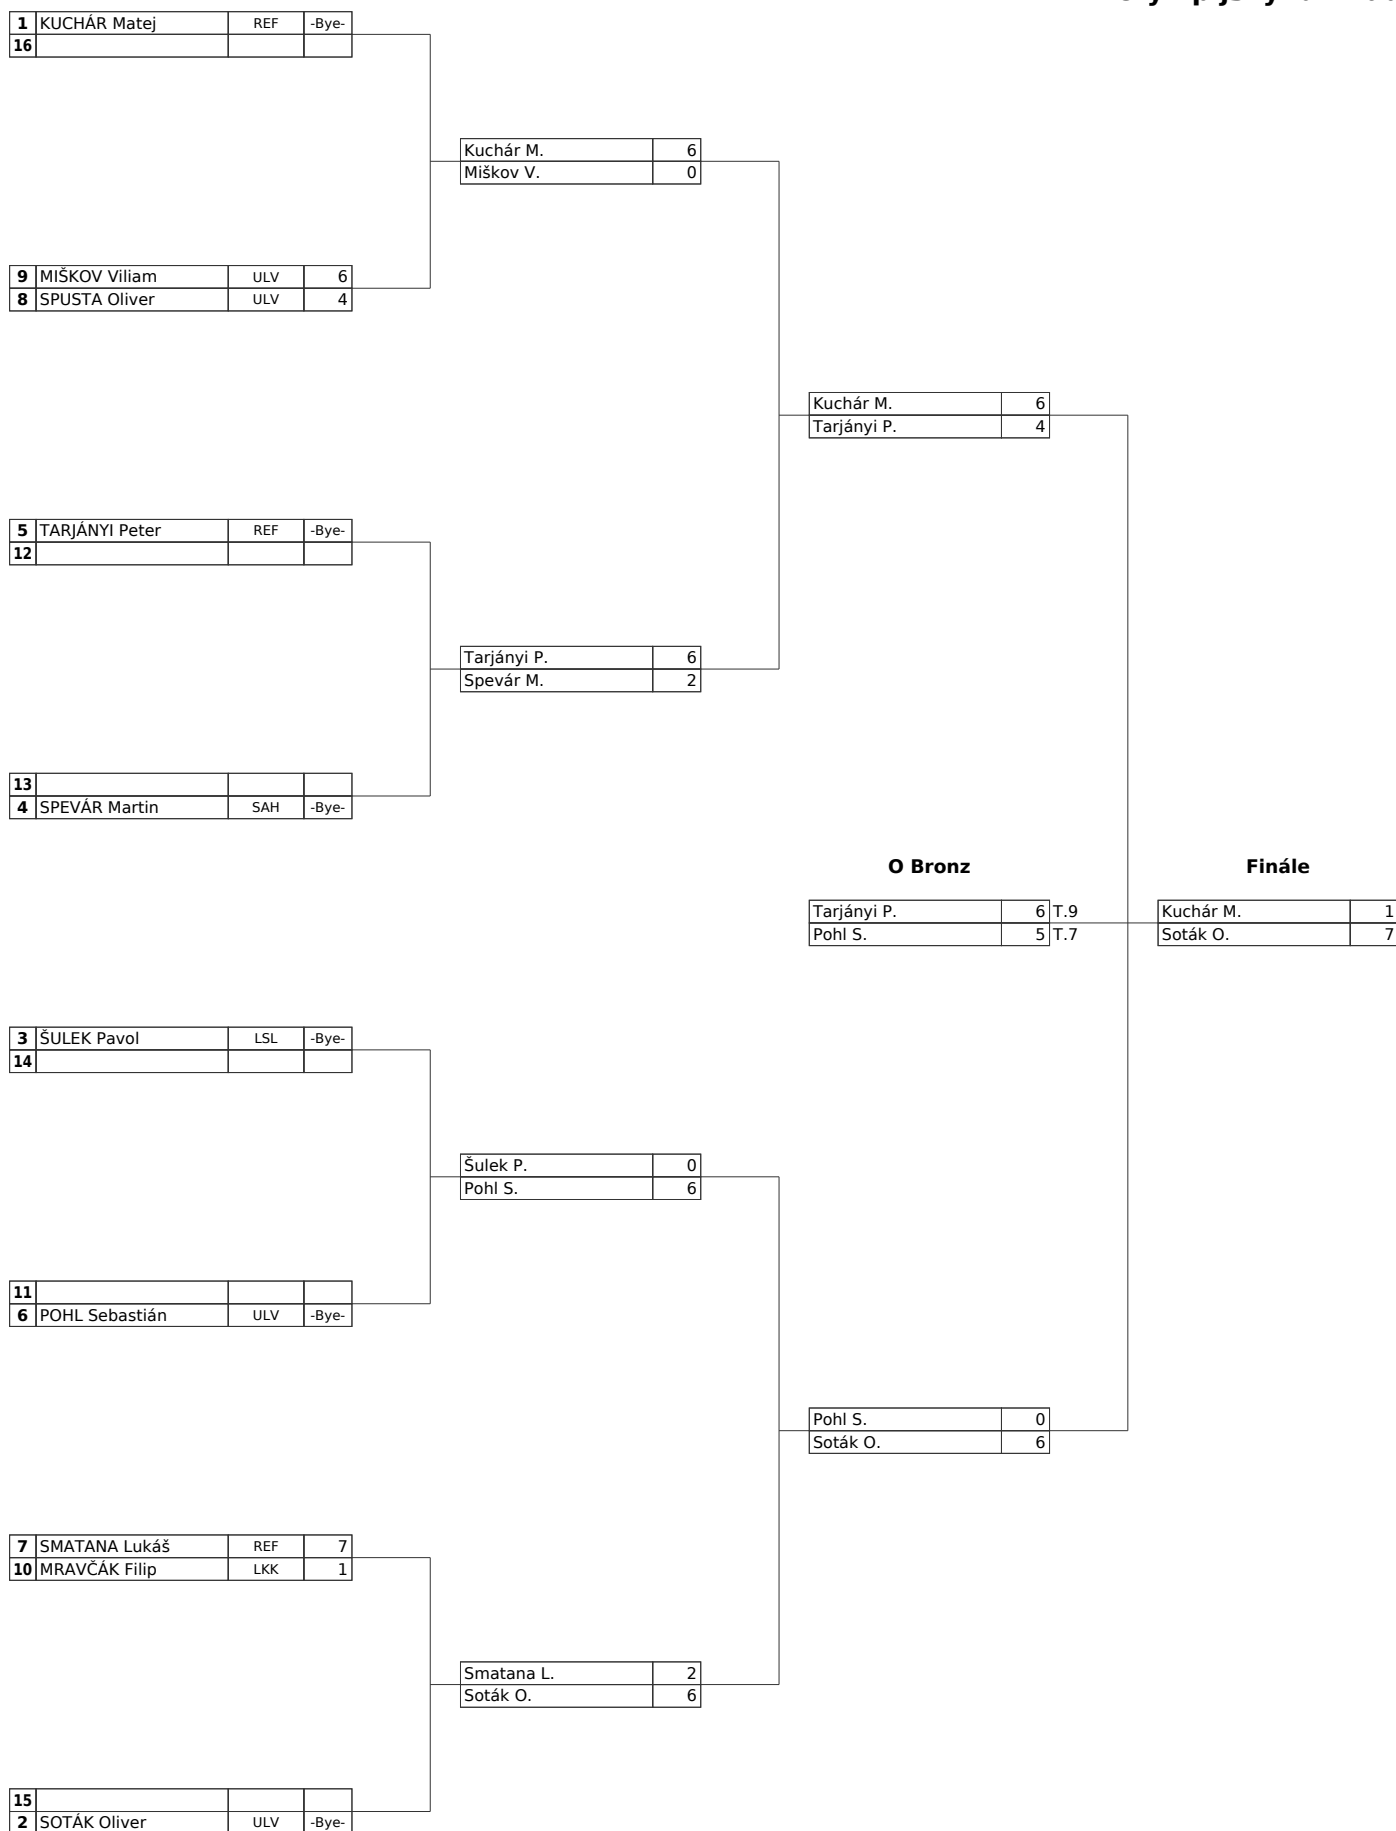 1 KUCHÁR Matej REF -Bye-
16
Kuchár M. 6
Miškov V. 0
9 MIŠKOV Viliam ULV 6
8 SPUSTA Oliver ULV 4
Kuchár M. 6
Tarjányi P. 4
5 TARJÁNYI Peter REF -Bye-
12
Tarjányi P. 6
Spevár M. 2
13
4 SPEVÁR Martin SAH -Bye-
O Bronz Finále
Tarjányi P. 6 T.9 Kuchár M. 1
Pohl S. 5 T.7 Soták O. 7
3 ŠULEK Pavol LSL -Bye-
14
Šulek P. 0
Pohl S. 6
11
6 POHL Sebastián ULV -Bye-
Pohl S. 0
Soták O. 6
7 SMATANA Lukáš REF 7
10 MRAVČÁK Filip LKK 1
Smatana L. 2
Soták O. 6
15
2 SOTÁK Oliver ULV -Bye-